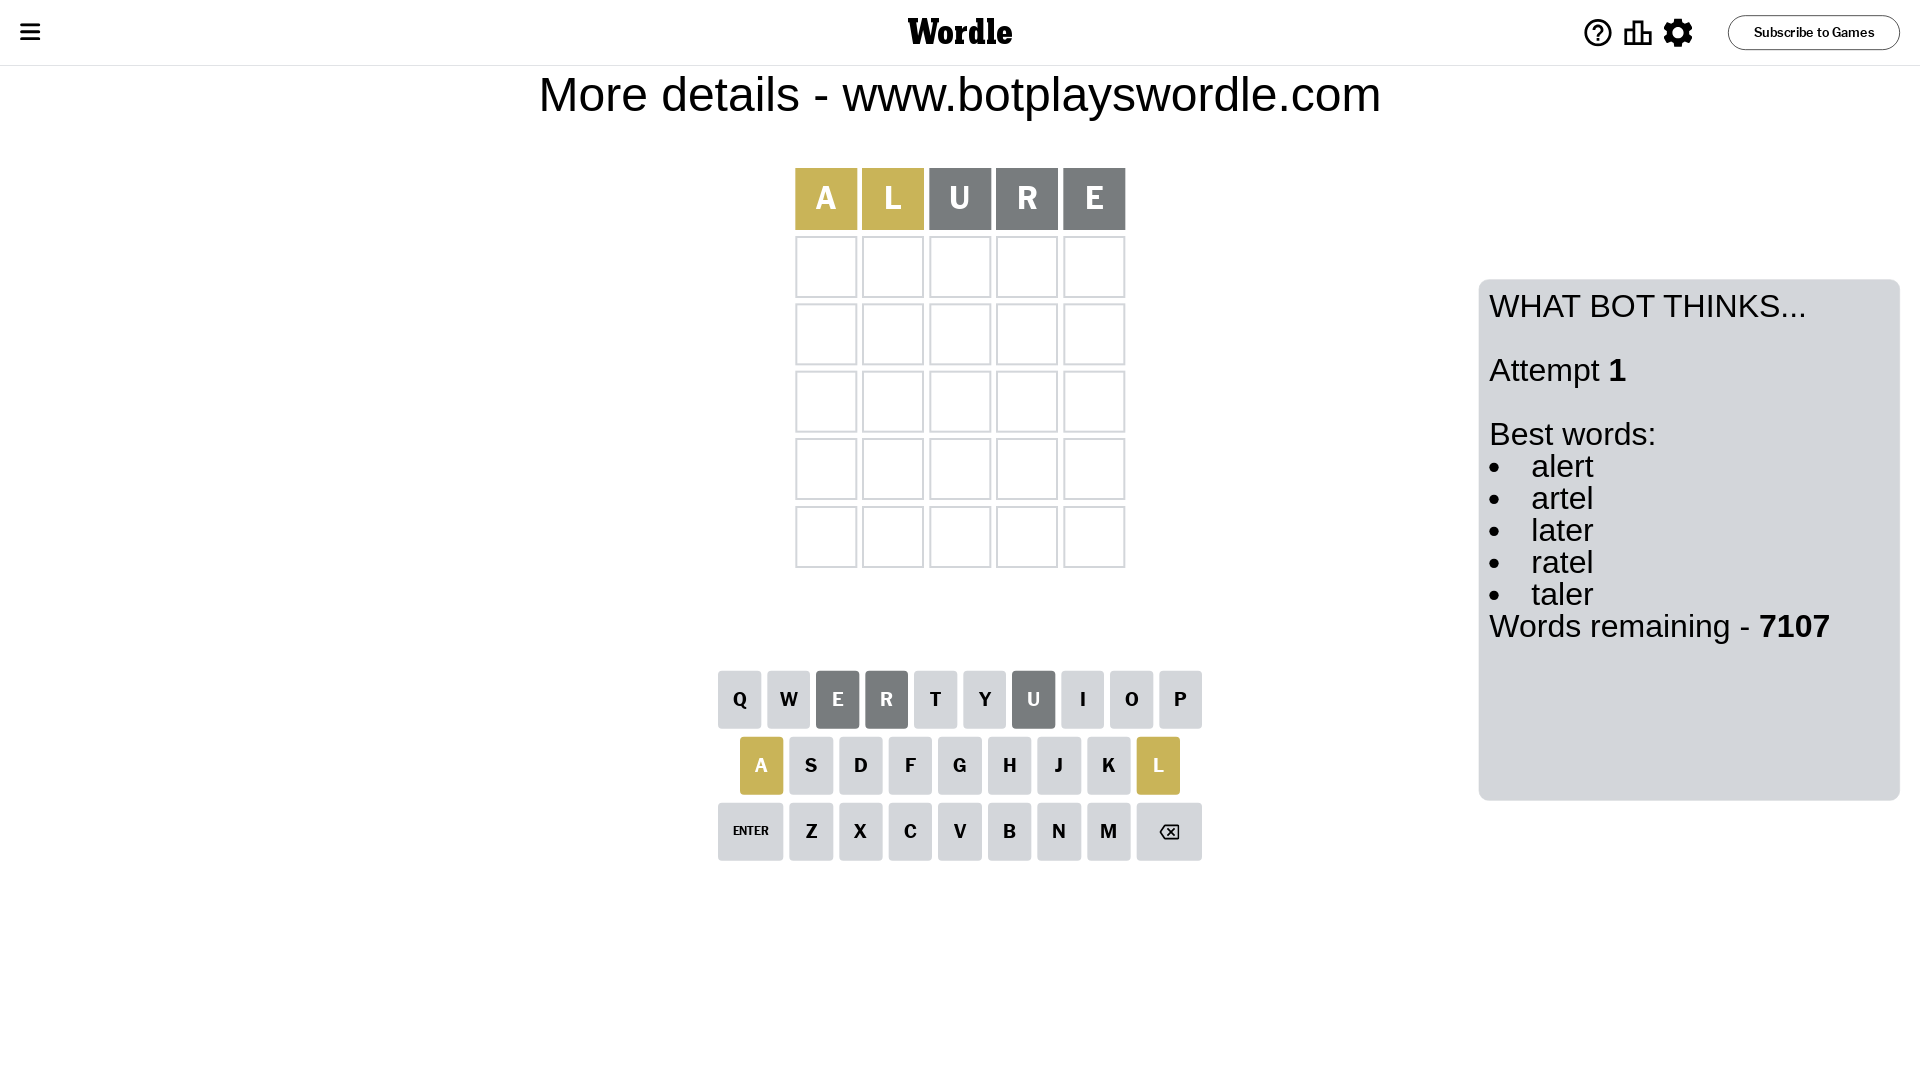 Wordle
Subscribe to Games
More details - www.botplayswordle.com
A L U R E
WHAT BOT THINKS...
Attempt 1
Best words:
• alert
• artel
• later
• ratel
• taler
Words remaining - 7107
Q W E R T Y U I O P
A S D F G H J K L
ENTER Z X C V B N M